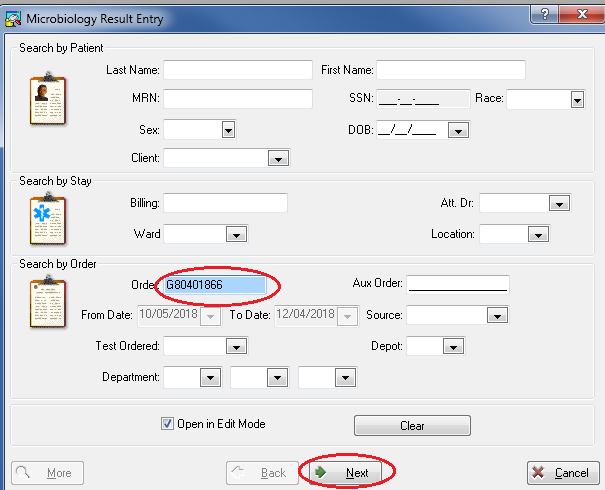 Microbiology Result Entry
Search by Patient
Last Name: First Name:
MRN: SSN: ___-__-____ Race:
Sex: DOB: __/__/____
Client:
Search by Stay
Billing: Att. Dr:
Ward Location:
Search by Order
Order G80401866 Aux Order:
From Date: 10/05/2018 To Date: 12/04/2018 Source:
Test Ordered: Depot:
Department:
Open in Edit Mode Clear
More Back Next Cancel